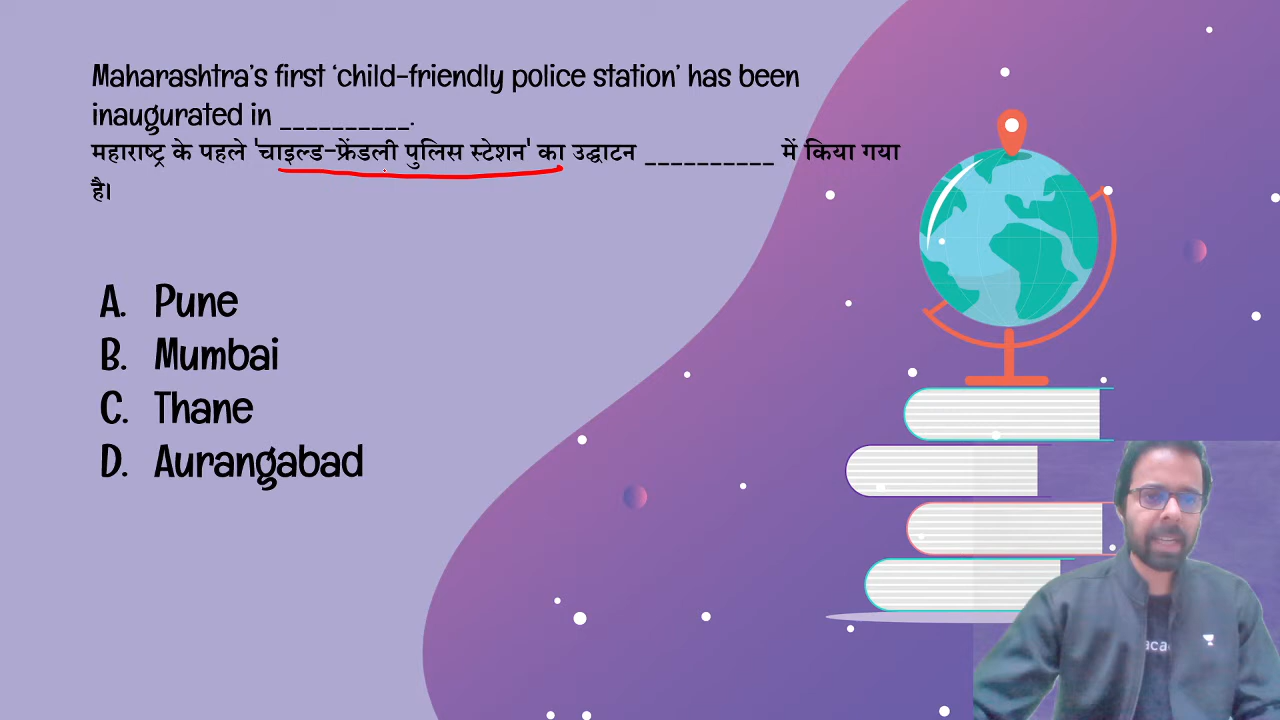 Maharashtra's first 'child-friendly police station' has been
inaugurated in __________.
महाराष्ट्र के पहले 'चाइल्ड-फ्रेंडली पुलिस स्टेशन' का उद्घाटन __________ में किया गया
है।
A. Pune
B. Mumbai
C. Thane
D. Aurangabad
aca